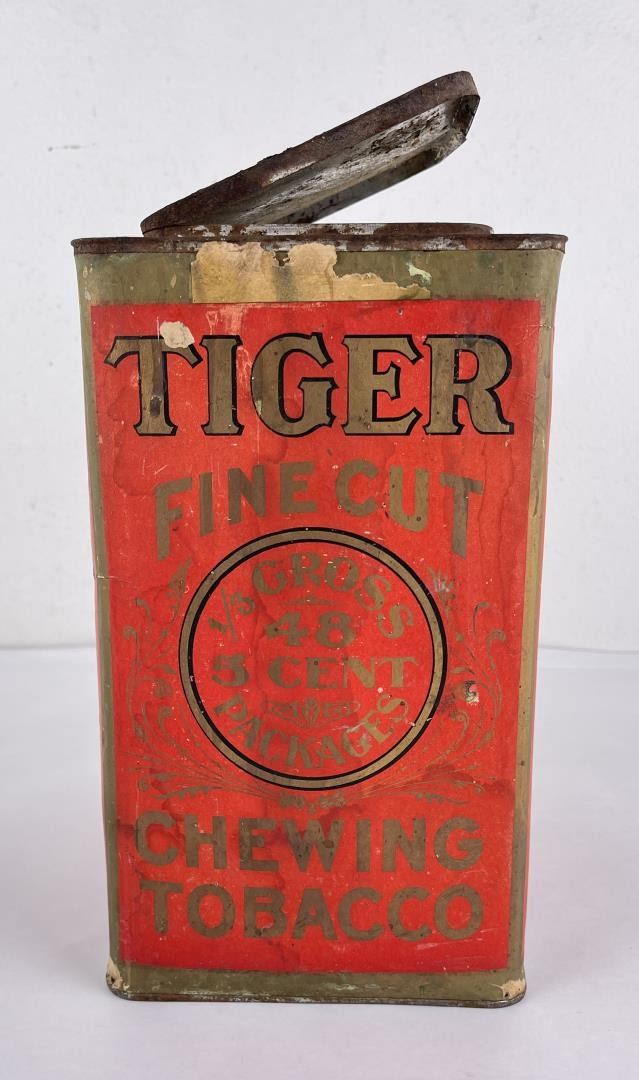 TIGER
FINE CUT
1/3 GROSS
48
5 CENT
PACKAGES
CHEWING
TOBACCO